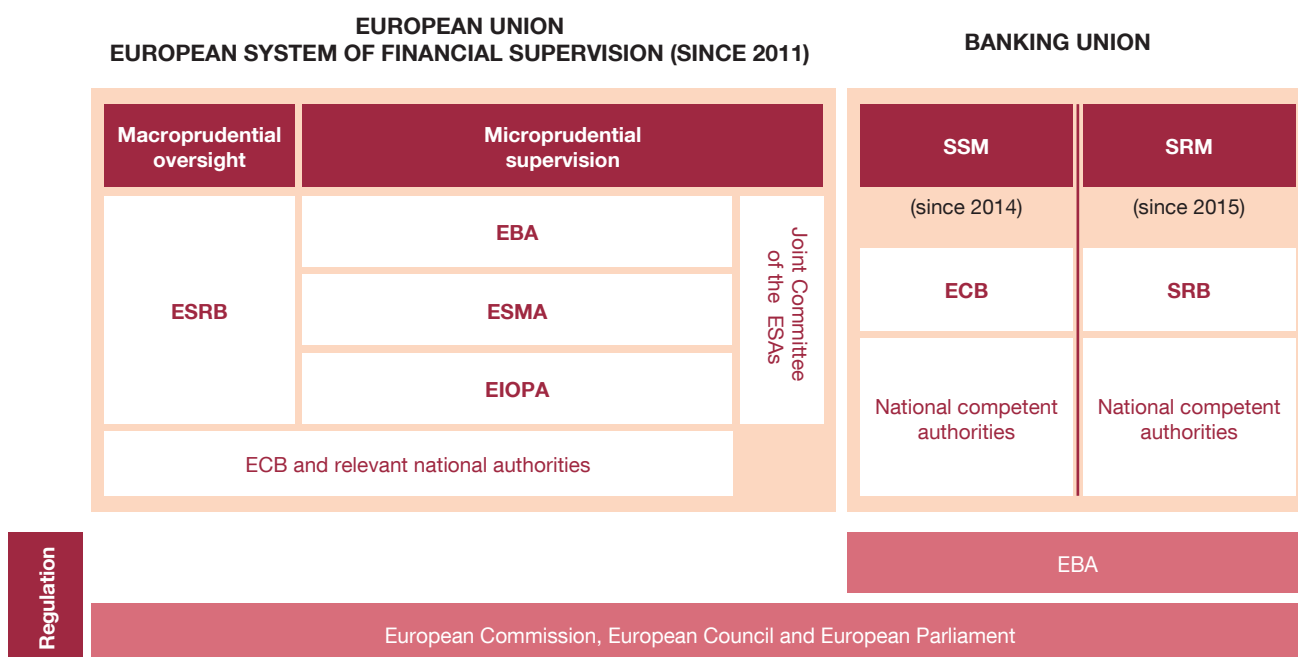 EUROPEAN UNION
EUROPEAN SYSTEM OF FINANCIAL SUPERVISION (SINCE 2011)
BANKING UNION
Macroprudential
oversight
Microprudential
supervision
SSM
SRM
(since 2014)
(since 2015)
ESRB
EBA
ESMA
EIOPA
Joint Committee
of the ESAs
ECB
SRB
National competent
authorities
National competent
authorities
ECB and relevant national authorities
Regulation
EBA
European Commission, European Council and European Parliament